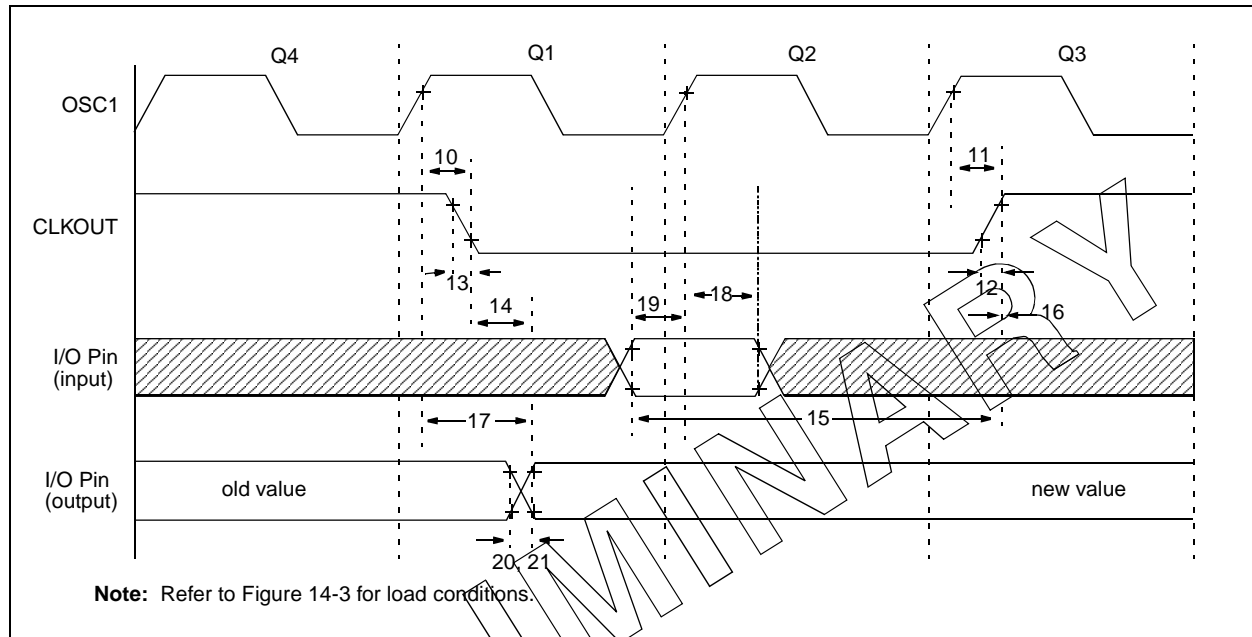 Q4 Q1 Q2 Q3
OSC1
10 11
CLKOUT
13 12
14 19 18 16
I/O Pin
(input)
17 15
I/O Pin
(output)
old value new value
20, 21
Note: Refer to Figure 14-3 for load conditions.
IMINARY